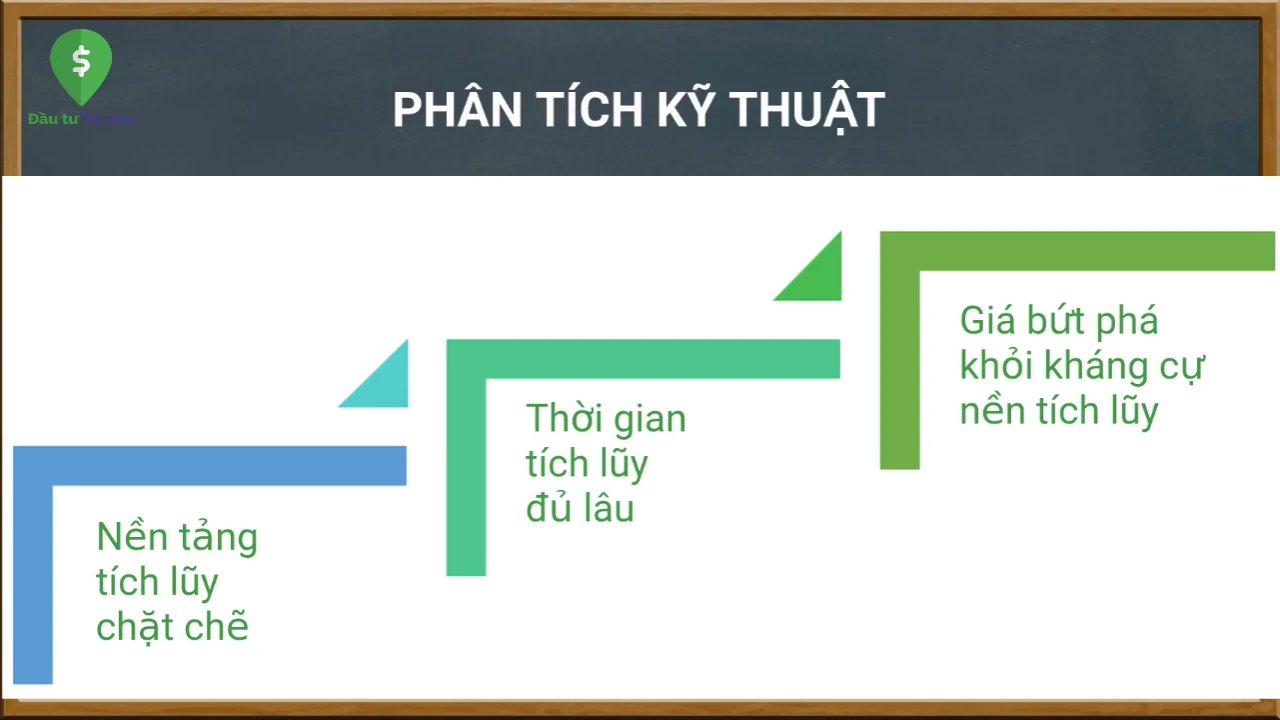 Đầu tư
PHÂN TÍCH KỸ THUẬT
Nền tảng
tích lũy
chặt chẽ
Thời gian
tích lũy
đủ lâu
Giá bứt phá
khỏi kháng cự
nền tích lũy